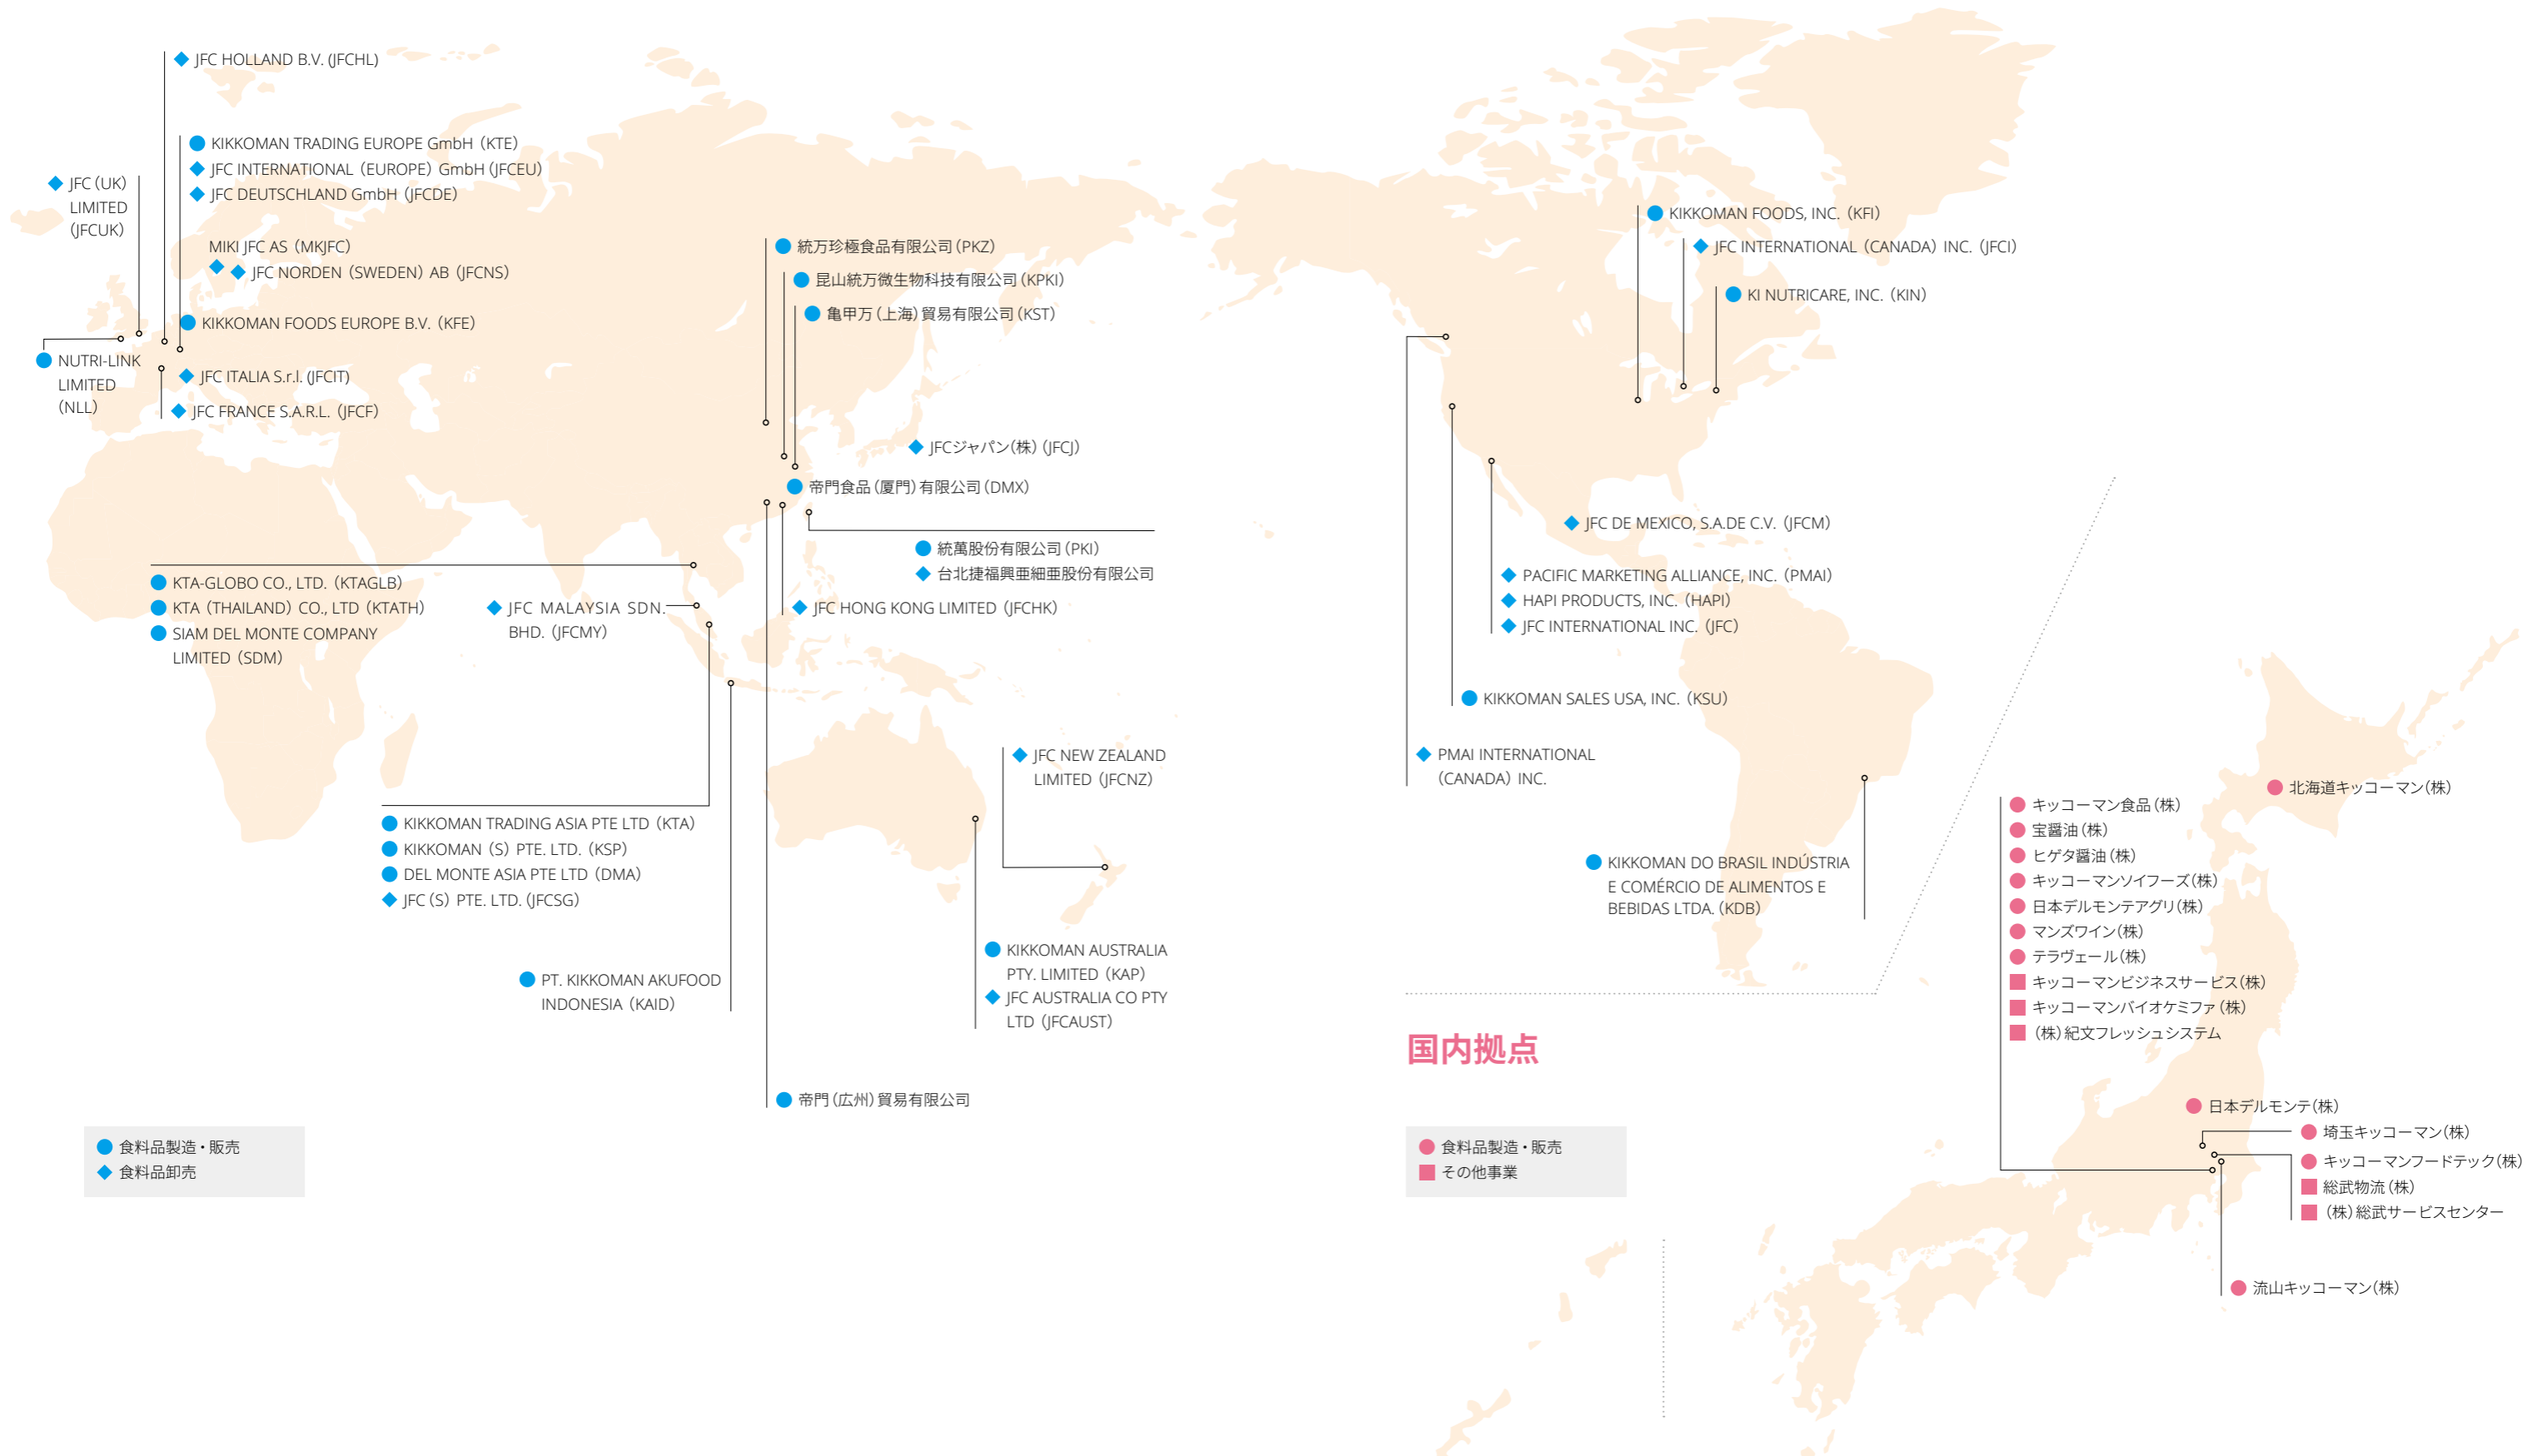 JFC HOLLAND B.V. (JFCHL)
KIKKOMAN TRADING EUROPE GmbH (KTE)
JFC INTERNATIONAL (EUROPE) GmbH (JFCEU)
JFC DEUTSCHLAND GmbH (JFCDE)
JFC (UK)
LIMITED
(JFCUK)
MIKI JFC AS (MKJFC)
JFC NORDEN (SWEDEN) AB (JFCNS)
KIKKOMAN FOODS EUROPE B.V. (KFE)
NUTRI-LINK
LIMITED
(NLL)
JFC ITALIA S.r.l. (JFCIT)
JFC FRANCE S.A.R.L. (JFCF)
統万珍極食品有限公司(PKZ)
昆山統万微生物科技有限公司(KPKI)
亀甲万(上海)貿易有限公司(KST)
JFCジャパン(株)(JFCJ)
帝門食品(厦門)有限公司(DMX)
統萬股份有限公司(PKI)
台北捷福興亜細亜股份有限公司
JFC HONG KONG LIMITED (JFCHK)
KTA-GLOBO CO., LTD. (KTAGLB)
KTA (THAILAND) CO., LTD (KTATH)
SIAM DEL MONTE COMPANY
LIMITED (SDM)
JFC MALAYSIA SDN.
BHD. (JFCMY)
KIKKOMAN TRADING ASIA PTE LTD (KTA)
KIKKOMAN (S) PTE. LTD. (KSP)
DEL MONTE ASIA PTE LTD (DMA)
JFC (S) PTE. LTD. (JFCSG)
PT. KIKKOMAN AKUFOOD
INDONESIA (KAID)
JFC NEW ZEALAND
LIMITED (JFCNZ)
KIKKOMAN AUSTRALIA
PTY. LIMITED (KAP)
JFC AUSTRALIA CO PTY
LTD (JFCAUST)
帝門(広州)貿易有限公司
食料品製造・販売
食料品卸売
KIKKOMAN FOODS, INC. (KFI)
JFC INTERNATIONAL (CANADA) INC. (JFCI)
KI NUTRICARE, INC. (KIN)
JFC DE MEXICO, S.A.DE C.V. (JFCM)
PACIFIC MARKETING ALLIANCE, INC. (PMAI)
HAPI PRODUCTS, INC. (HAPI)
JFC INTERNATIONAL INC. (JFC)
KIKKOMAN SALES USA, INC. (KSU)
PMAI INTERNATIONAL
(CANADA) INC.
KIKKOMAN DO BRASIL INDÚSTRIA
E COMÉRCIO DE ALIMENTOS E
BEBIDAS LTDA. (KDB)
国内拠点
食料品製造・販売
その他事業
北海道キッコーマン(株)
キッコーマン食品(株)
宝醤油(株)
ヒゲタ醤油(株)
キッコーマンソイフーズ(株)
日本デルモンテアグリ(株)
マンズワイン(株)
テラヴェール(株)
キッコーマンビジネスサービス(株)
キッコーマンバイオケミファ(株)
(株)紀文フレッシュシステム
日本デルモンテ(株)
埼玉キッコーマン(株)
キッコーマンフードテック(株)
総武物流(株)
(株)総武サービスセンター
流山キッコーマン(株)